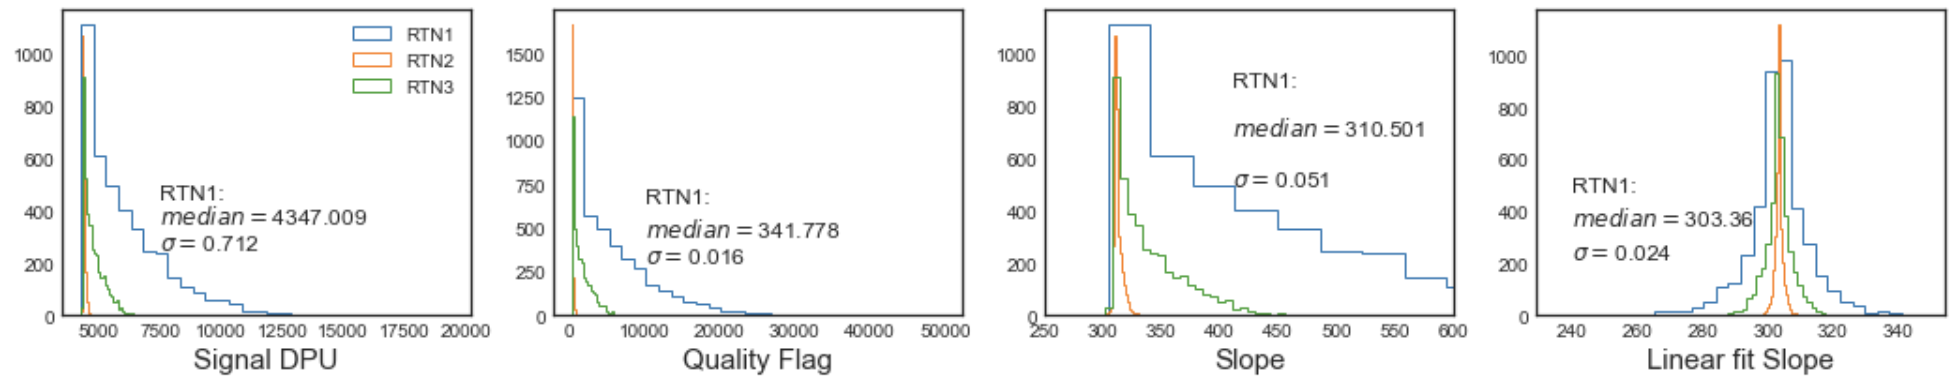 1000
800
600
400
200
0
RTN1
RTN2
RTN3
RTN1:
median = 4347.009
σ = 0.712
5000 7500 10000 12500 15000 17500 20000
Signal DPU
1500
1250
1000
750
500
250
0
RTN1:
median = 341.778
σ = 0.016
0 10000 20000 30000 40000 50000
Quality Flag
1000
800
600
400
200
0
RTN1:
median = 310.501
σ = 0.051
250 300 350 400 450 500 550 600
Slope
1000
800
600
400
200
0
RTN1:
median = 303.36
σ = 0.024
240 260 280 300 320 340
Linear fit Slope